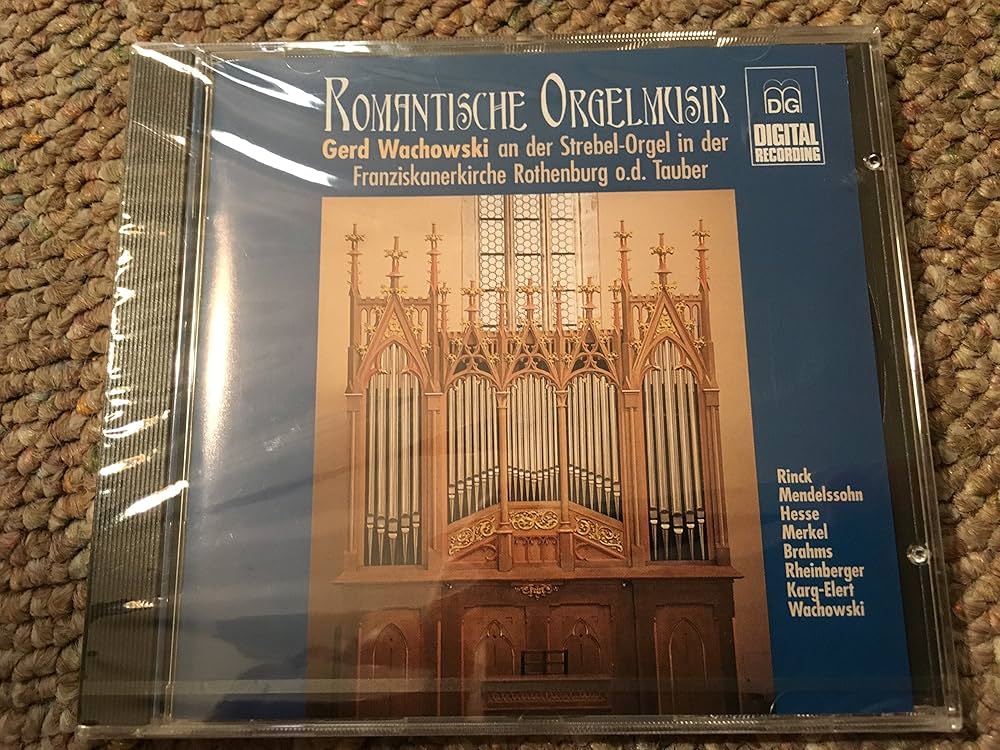 ROMANTISCHE ORGELMUSIK
Gerd Wachowski an der Strebel-Orgel in der
Franziskanerkirche Rothenburg o.d. Tauber
DG
DIGITAL
RECORDING
Rinck
Mendelssohn
Hesse
Merkel
Brahms
Rheinberger
Karg-Elert
Wachowski